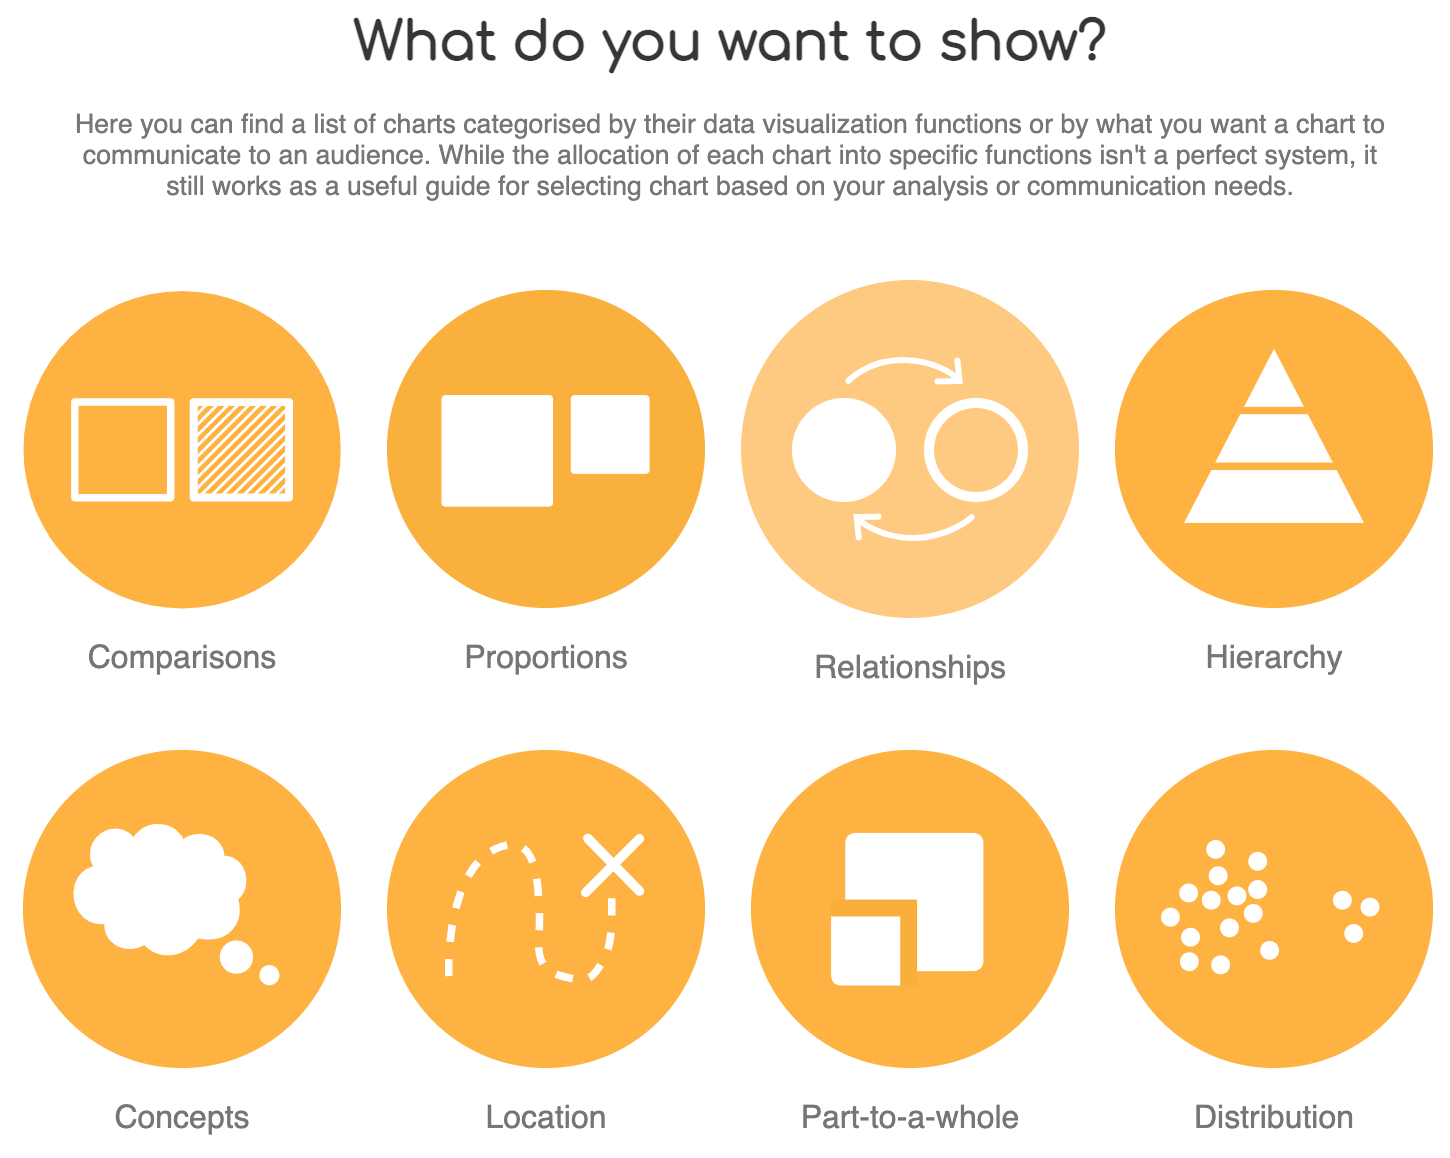 What do you want to show?
Here you can find a list of charts categorised by their data visualization functions or by what you want a chart to
communicate to an audience. While the allocation of each chart into specific functions isn't a perfect system, it
still works as a useful guide for selecting chart based on your analysis or communication needs.
Comparisons
Proportions
Relationships
Hierarchy
Concepts
Location
Part-to-a-whole
Distribution